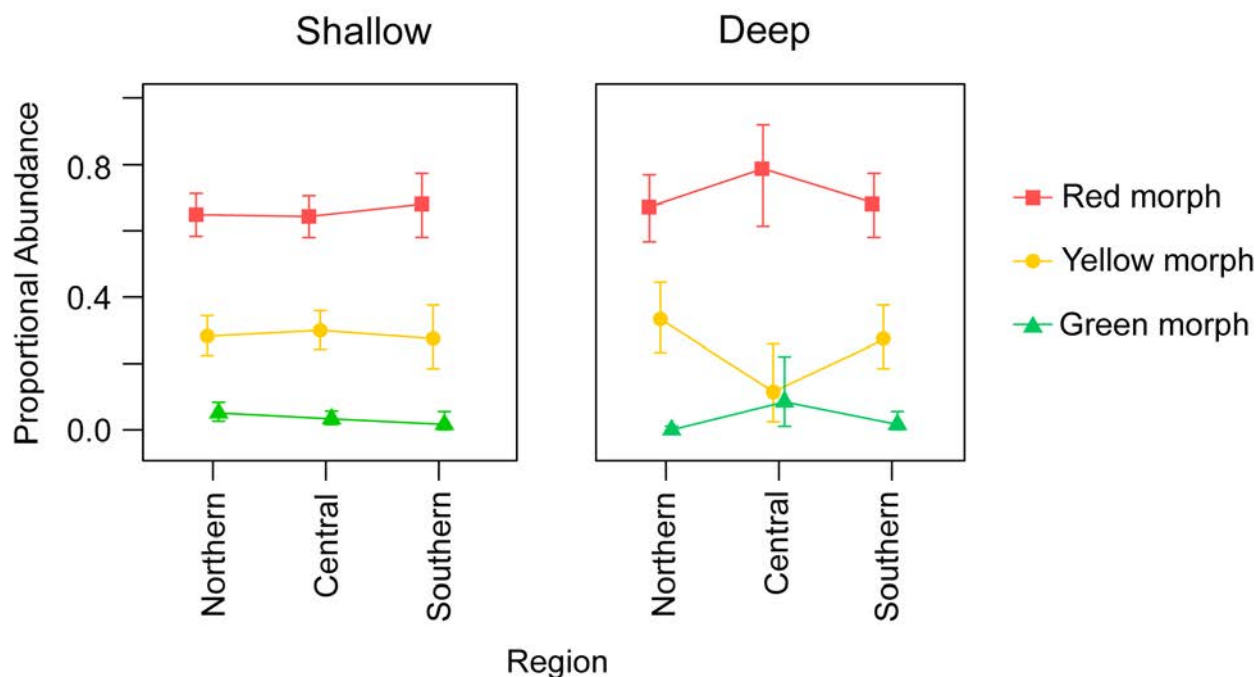 Shallow
Deep
Proportional Abundance
0.8
0.4
0.0
Northern
Central
Southern
Northern
Central
Southern
Region
Red morph
Yellow morph
Green morph